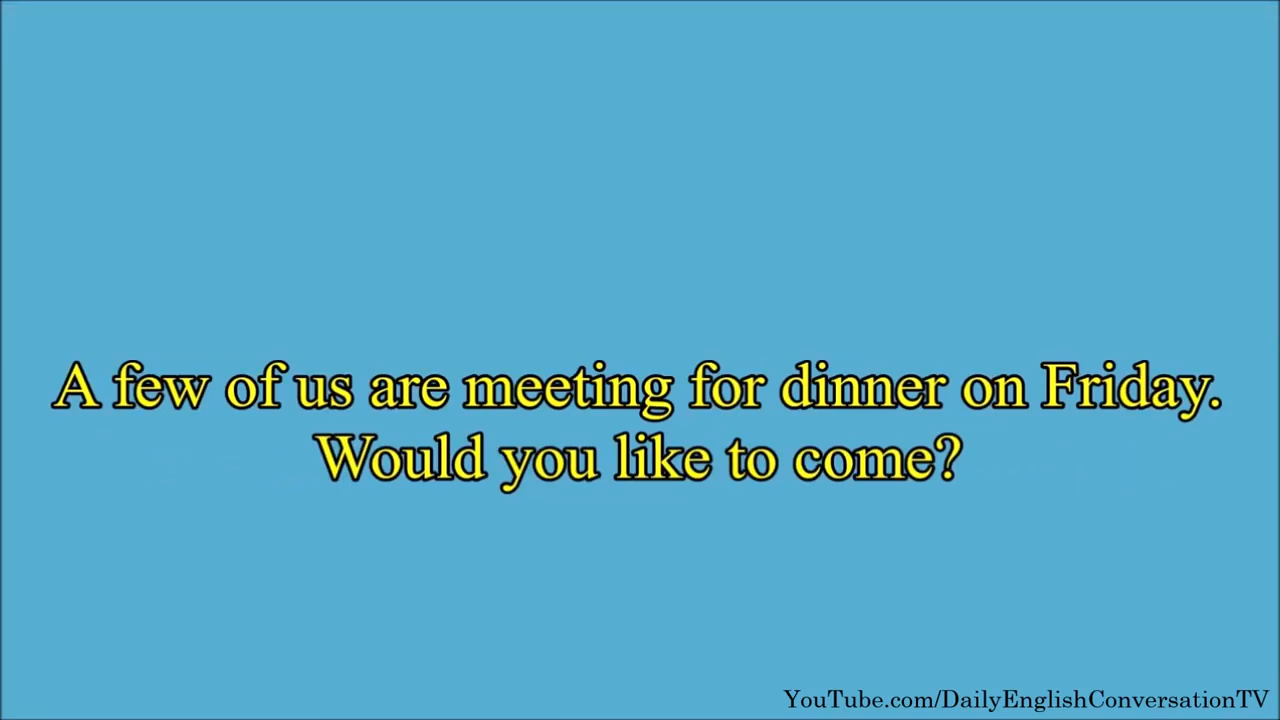 A few of us are meeting for dinner on Friday.
Would you like to come?
YouTube.com/DailyEnglishConversationTV